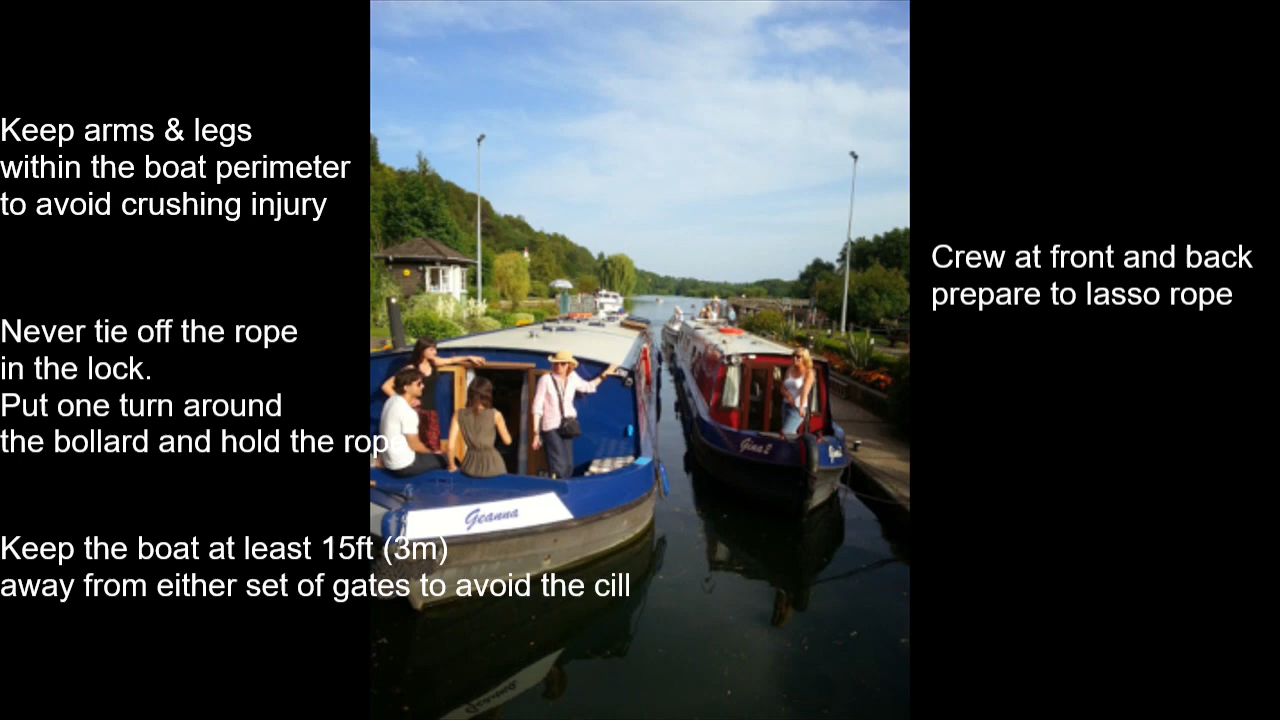 Keep arms & legs
within the boat perimeter
to avoid crushing injury
Never tie off the rope
in the lock.
Put one turn around
the bollard and hold the rope
Keep the boat at least 15ft (3m)
away from either set of gates to avoid the cill
Crew at front and back
prepare to lasso rope
Geanna
Gina 2